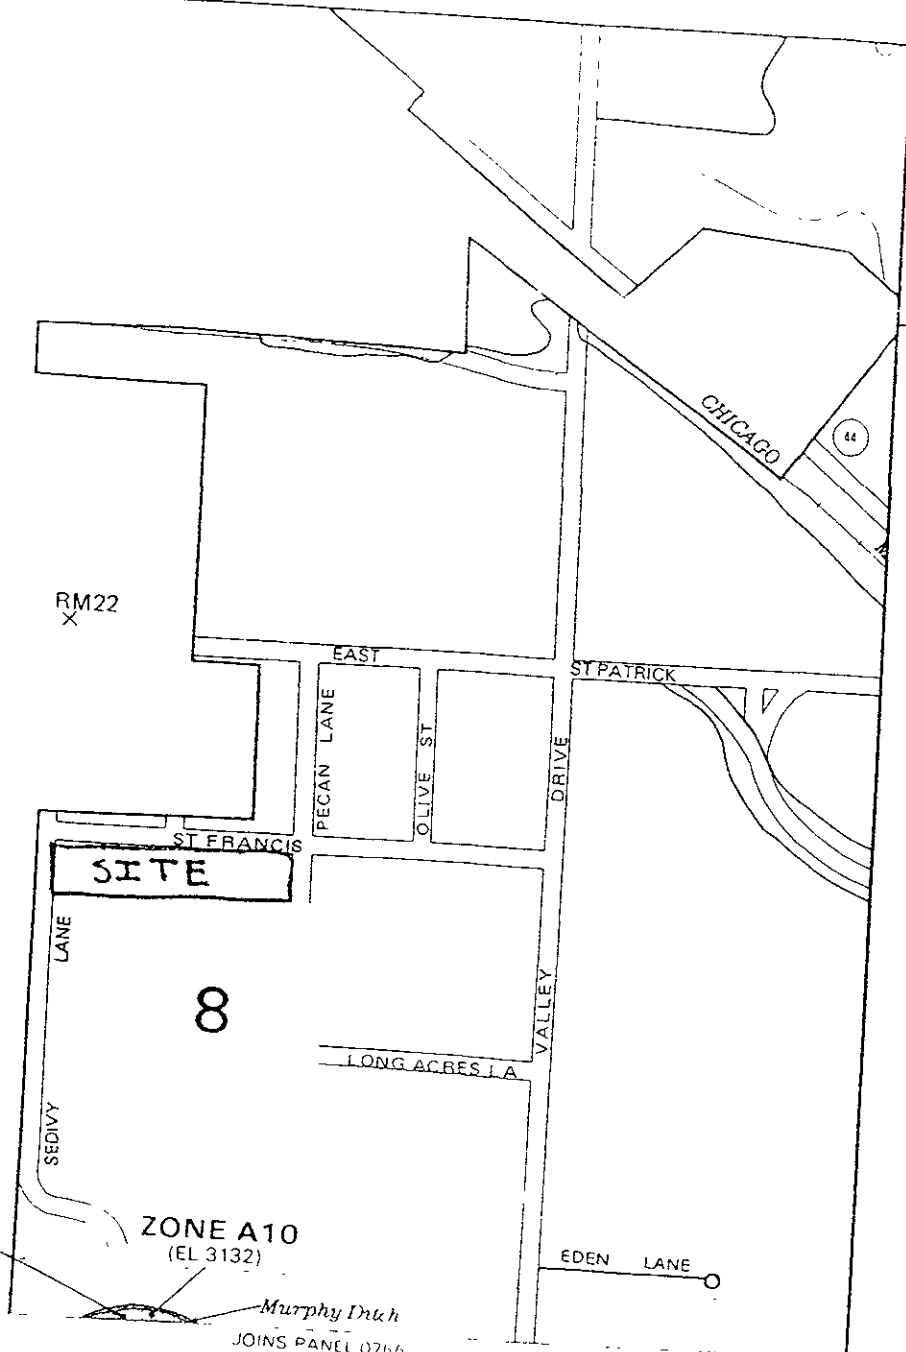 CHICAGO
44
RM22
EAST
ST PATRICK
PECAN LANE
OLIVE ST
DRIVE
ST FRANCIS
SITE
LANE
8
VALLEY
LONG ACRES LA
SEDIVY
ZONE A10
(EL 3132)
EDEN LANE
Murphy Ditch
JOINS PANEL 0766